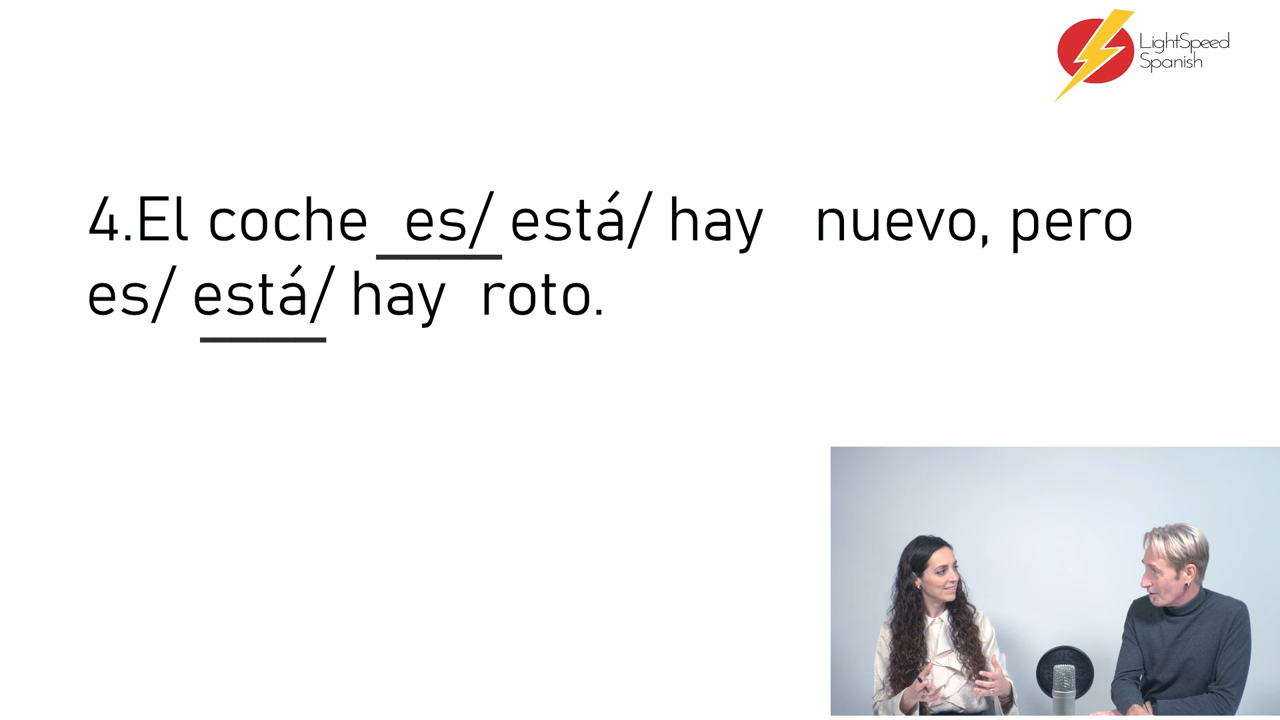 LightSpeed
Spanish
4.El coche es/ está/ hay nuevo, pero
es/ está/ hay roto.